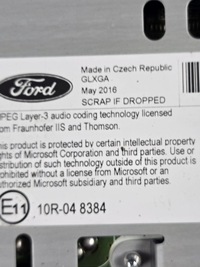 Ford
Made in Czech Republic
GLXGA
May 2016
SCRAP IF DROPPED
PEG Layer-3 audio coding technology licensed
om Fraunhofer IIS and Thomson.
is product is protected by certain intellectual property
ghts of Microsoft Corporation and third parties. Use or
stribution of such technology outside of this product is
ohibited without a license from Microsoft or an
thorized Microsoft subsidiary and third parties.
E11 10R-04 8384